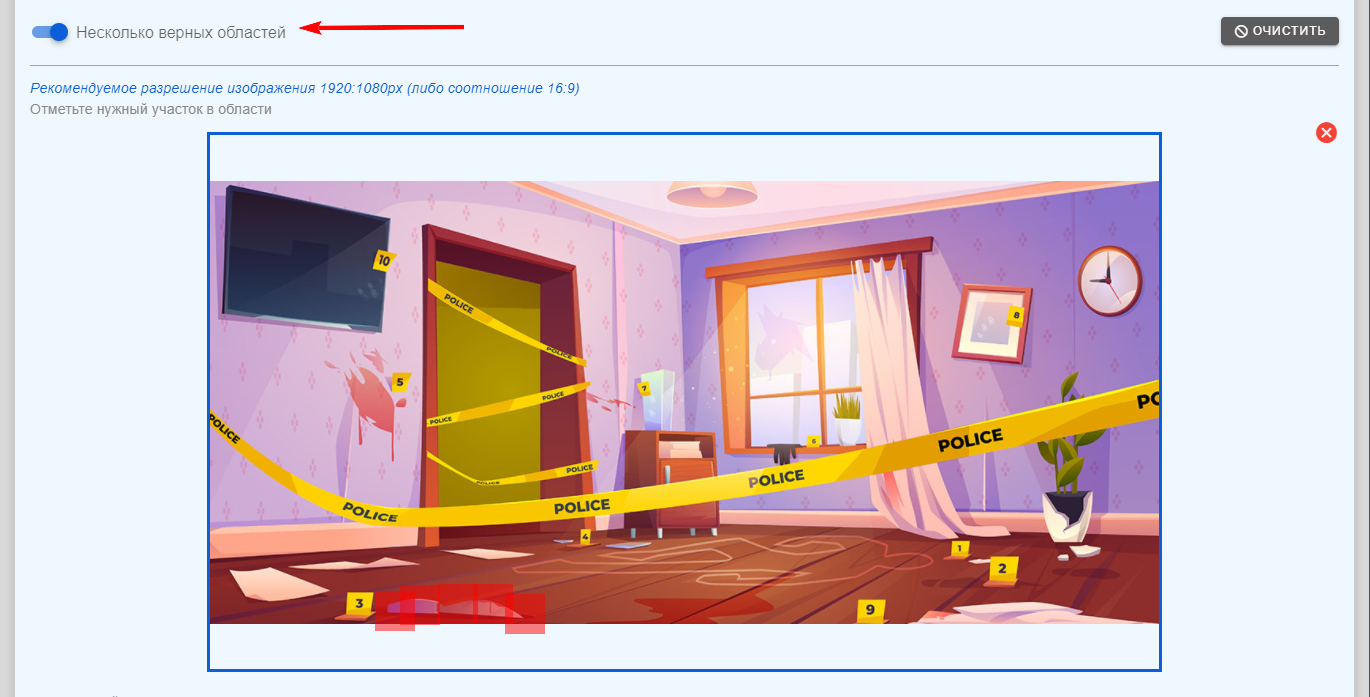 Несколько верных областей
ОЧИСТИТЬ
Рекомендуемое разрешение изображения 1920:1080px (либо соотношение 16:9)
Отметьте нужный участок в области
10
POLICE
8
POLICE
5
7
POLICE
PO
POLICE
POLICE
6
POLICE
POLICE
POLICE
POLICE
POLICE
POLICE
4
1
2
3
9